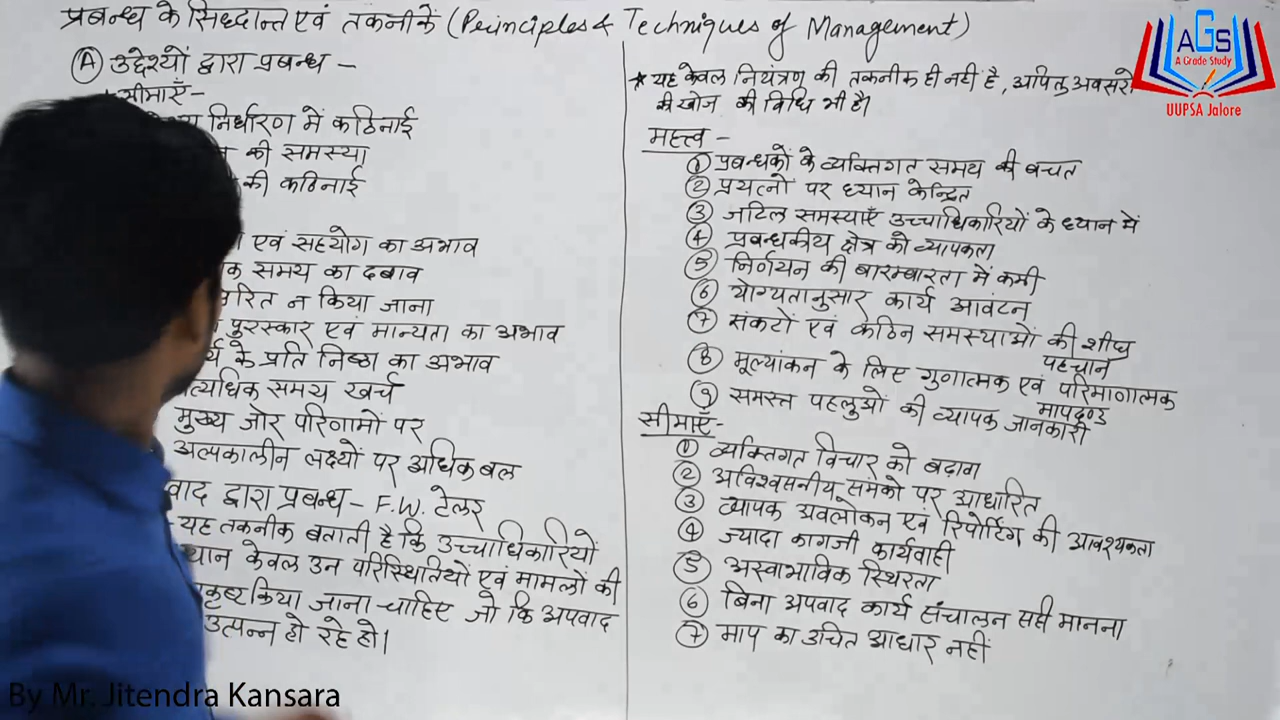 प्रबन्ध के सिध्दान्त एवं तकनीकें (Principles & Techniques of Management)
(A) उद्देश्यों द्वारा प्रबन्ध -
सीमाएँ-
निर्धारण में कठिनाई
की समस्या
की कठिनाई
एवं सहयोग का अभाव
समय का दबाव
न किया जाना
पुरस्कार एवं मान्यता का अभाव
के प्रति निष्ठा का अभाव
समय खर्च
मुख्य जोर परिणामों पर
अल्पकालीन लक्ष्यों पर अधिक बल
द्वारा प्रबन्ध - F.W. टेलर
- यह तकनीक बताती है कि उच्चाधिकारियों
केवल उन परिस्थितियों एवं मामलों की
किया जाना चाहिए जो कि अपवाद
उत्पन्न हो रहे हो।
* यह केवल नियंत्रण की तकनीक ही नहीं है, अपितु अवसरो
की खोज की विधि भी है।
महत्त्व -
① प्रबन्धकों के व्यक्तिगत समय की बचत
② प्रयत्नों पर ध्यान केन्द्रित
③ जटिल समस्याएँ उच्चाधिकारियों के ध्यान में
④ प्रबन्धकीय क्षेत्र की व्यापकता
⑤ निर्णयन की बारम्बारता में कमी
⑥ योग्यतानुसार कार्य आवंटन
⑦ संकटों एवं कठिन समस्याओं की शीघ्र
पहचान
⑧ मूल्यांकन के लिए गुणात्मक एवं परिमाणात्मक
मापदण्ड
⑨ समस्त पहलुओं की व्यापक जानकारी
सीमाएँ-
① व्यक्तिगत विचार को बढ़ावा
② अविश्वसनीय समंको पर आधारित
③ व्यापक अवलोकन एवं रिपोर्टिंग की आवश्यकता
④ ज्यादा कागजी कार्यवाही
⑤ अस्वाभाविक स्थिरता
⑥ बिना अपवाद कार्य संचालन सही मानना
⑦ माप का उचित आधार नहीं
AGS
A Grade Study
UUPSA Jalore
By Mr. Jitendra Kansara